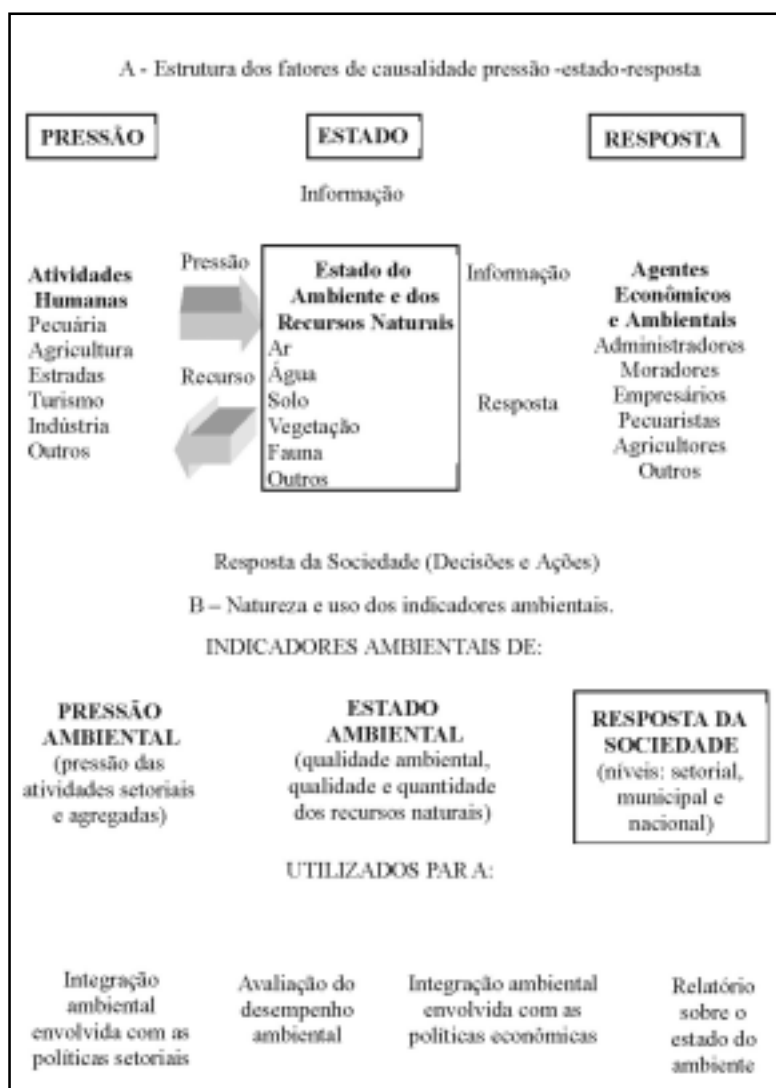 A - Estrutura dos fatores de causalidade pressão -estado-resposta
PRESSÃO
ESTADO
RESPOSTA
Informação
Atividades
Humanas
Pecuária
Agricultura
Estradas
Turismo
Indústria
Outros
Pressão
Recurso
Estado do
Ambiente e dos
Recursos Naturais
Ar
Água
Solo
Vegetação
Fauna
Outros
Informação
Resposta
Agentes
Econômicos
e Ambientais
Administradores
Moradores
Empresários
Pecuaristas
Agricultores
Outros
Resposta da Sociedade (Decisões e Ações)
B – Natureza e uso dos indicadores ambientais.
INDICADORES AMBIENTAIS DE:
PRESSÃO
AMBIENTAL
(pressão das
atividades setoriais
e agregadas)
ESTADO
AMBIENTAL
(qualidade ambiental,
qualidade e quantidade
dos recursos naturais)
RESPOSTA DA
SOCIEDADE
(níveis: setorial,
municipal e
nacional)
UTILIZADOS PAR A:
Integração
ambiental
envolvida com as
políticas setoriais
Avaliação do
desempenho
ambiental
Integração ambiental
envolvida com as
políticas econômicas
Relatório
sobre o
estado do
ambiente